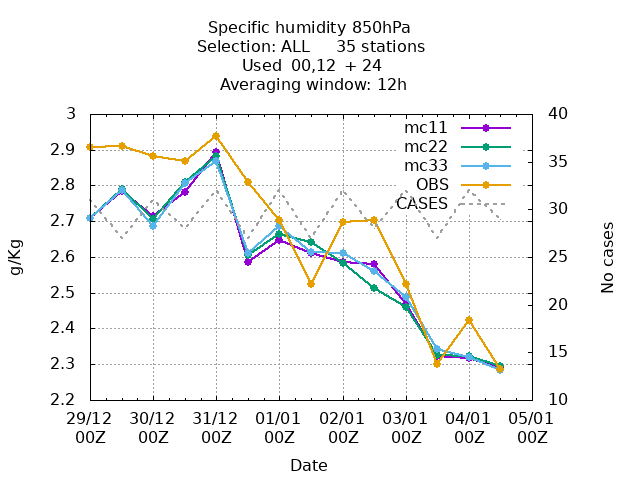 Specific humidity 850hPa
Selection: ALL 35 stations
Used 00,12 + 24
Averaging window: 12h
3
2.9
2.8
2.7
2.6
2.5
2.4
2.3
2.2
g/Kg
mc11
mc22
mc33
OBS
CASES
40
35
30
25
20
15
10
No cases
29/12 30/12 31/12 01/01 02/01 03/01 04/01 05/01
00Z 00Z 00Z 00Z 00Z 00Z 00Z 00Z
Date